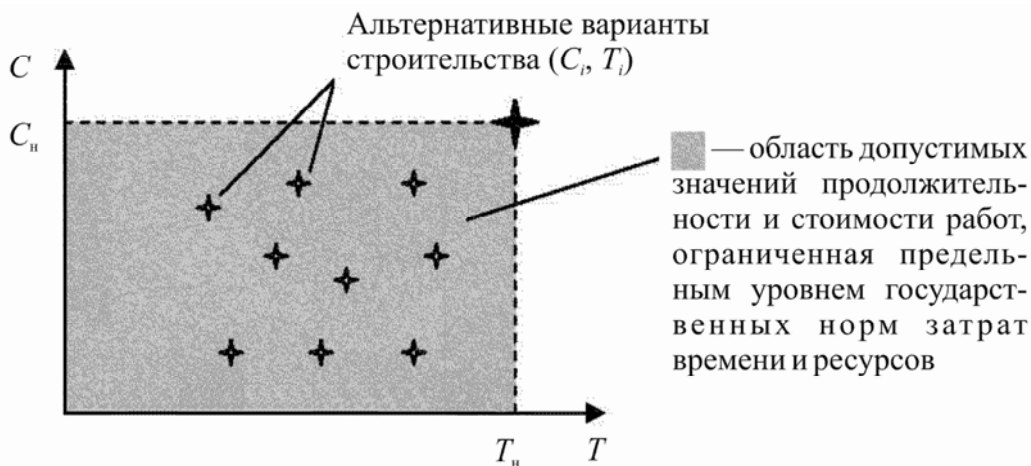 Альтернативные варианты
строительства (Cᵢ, Tᵢ)
C
Cн
— область допустимых
значений продолжитель-
ности и стоимости работ,
ограниченная предель-
ным уровнем государст-
венных норм затрат
времени и ресурсов
Tн
T